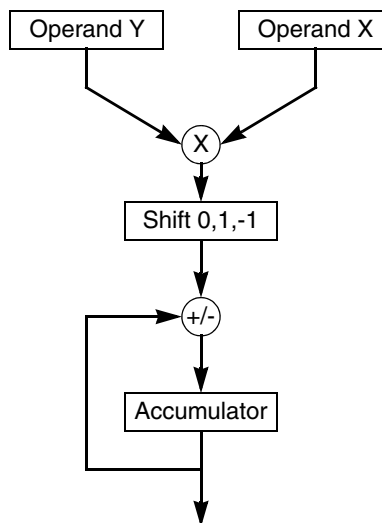 Operand Y
Operand X
X
Shift 0,1,-1
+/-
Accumulator